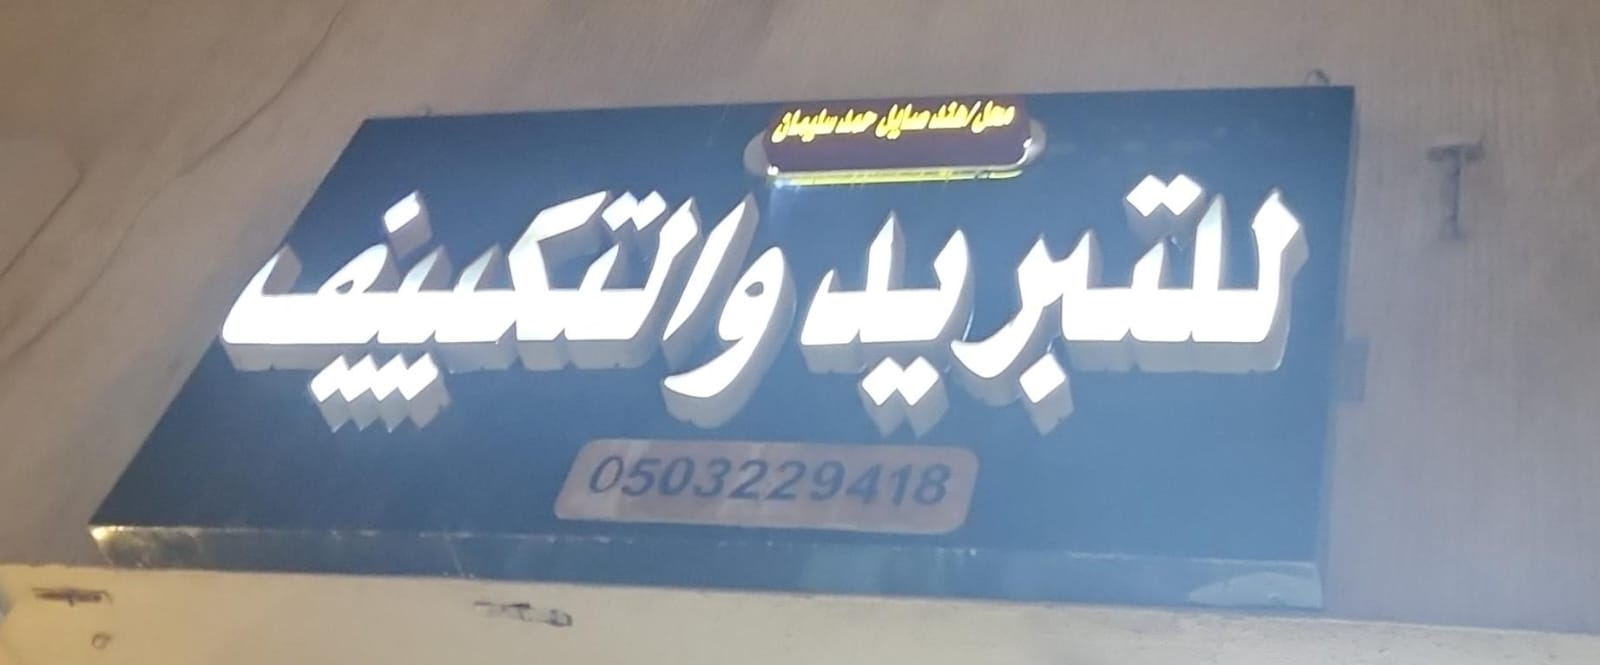 محل/هند صايل حمد سليمان
للتبريد والتكييف
0503229418